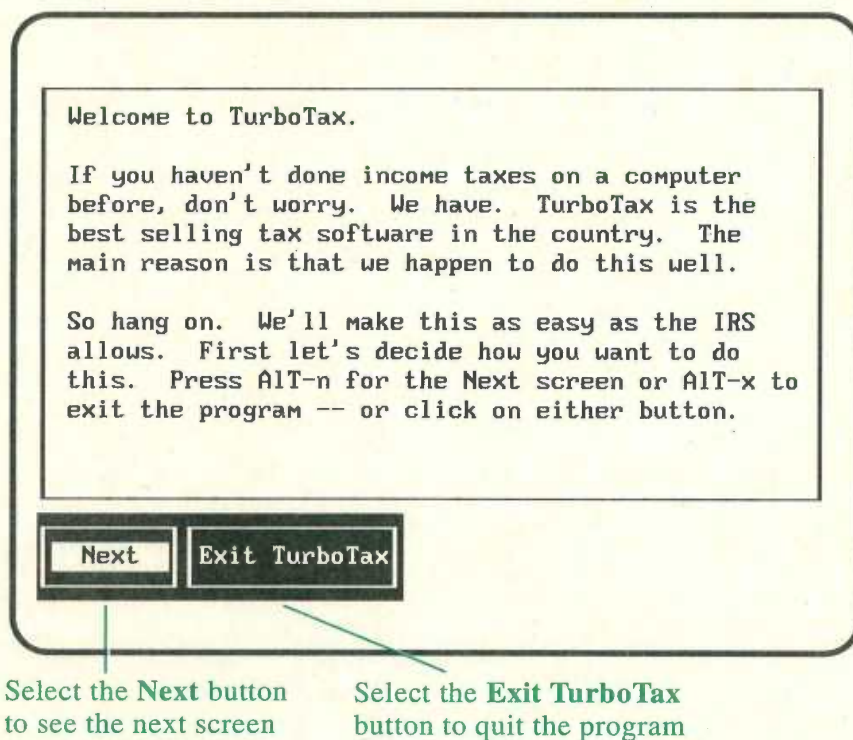 Welcome to TurboTax.
If you haven't done income taxes on a computer
before, don't worry.  We have.  TurboTax is the
best selling tax software in the country.  The
main reason is that we happen to do this well.
So hang on.  We'll make this as easy as the IRS
allows.  First let's decide how you want to do
this.  Press AlT-n for the Next screen or AlT-x to
exit the program -- or click on either button.
Next
Exit TurboTax
Select the Next button
to see the next screen
Select the Exit TurboTax
button to quit the program